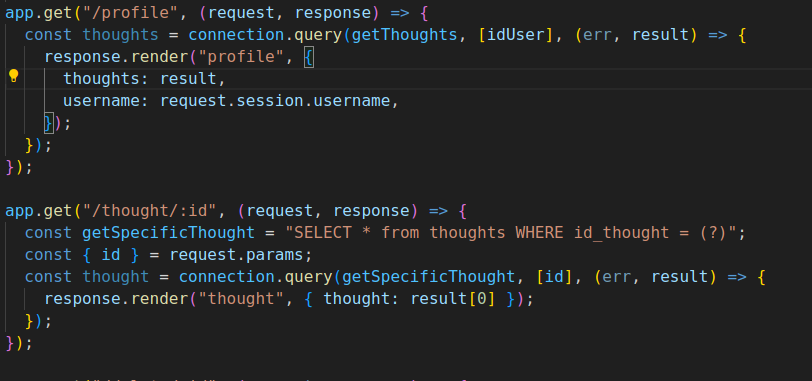 app.get("/profile", (request, response) => {
  const thoughts = connection.query(getThoughts, [idUser], (err, result) => {
    response.render("profile", {
      thoughts: result,
      username: request.session.username,
    });
  });
});

app.get("/thought/:id", (request, response) => {
  const getSpecificThought = "SELECT * from thoughts WHERE id_thought = (?)";
  const { id } = request.params;
  const thought = connection.query(getSpecificThought, [id], (err, result) => {
    response.render("thought", { thought: result[0] });
  });
});